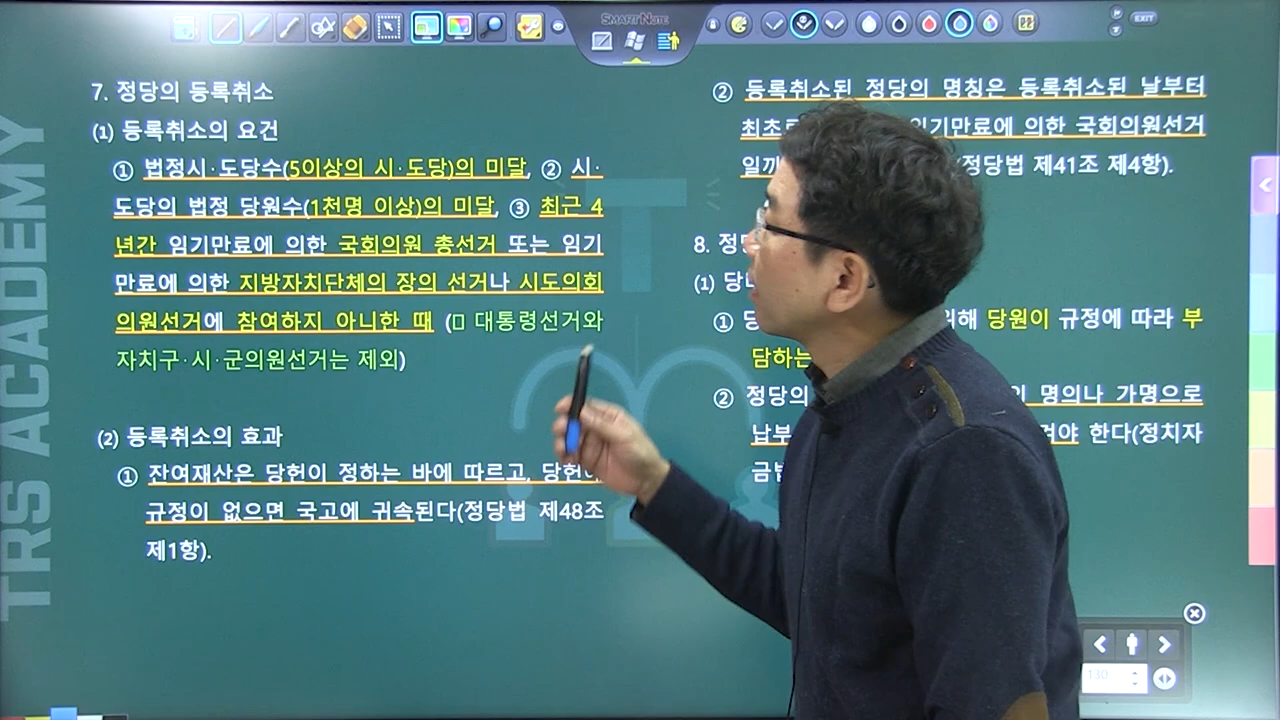 SMART NOTE
EXIT
TRS ACADEMY
7. 정당의 등록취소
(1) 등록취소의 요건
① 법정시·도당수(5이상의 시·도당)의 미달, ② 시·
도당의 법정 당원수(1천명 이상)의 미달, ③ 최근 4
년간 임기만료에 의한 국회의원 총선거 또는 임기
만료에 의한 지방자치단체의 장의 선거나 시도의회
의원선거에 참여하지 아니한 때 (▯ 대통령선거와
자치구·시·군의원선거는 제외)
(2) 등록취소의 효과
① 잔여재산은 당헌이 정하는 바에 따르고, 당헌에
규정이 없으면 국고에 귀속된다(정당법 제48조
제1항).
② 등록취소된 정당의 명칭은 등록취소된 날부터
최초 임기만료에 의한 국회의원선거
(정당법 제41조 제4항).
8.
(1)
① 당원이 규정에 따라 부
담하는
② 정당의 명의나 가명으로
납부 한다(정치자
130